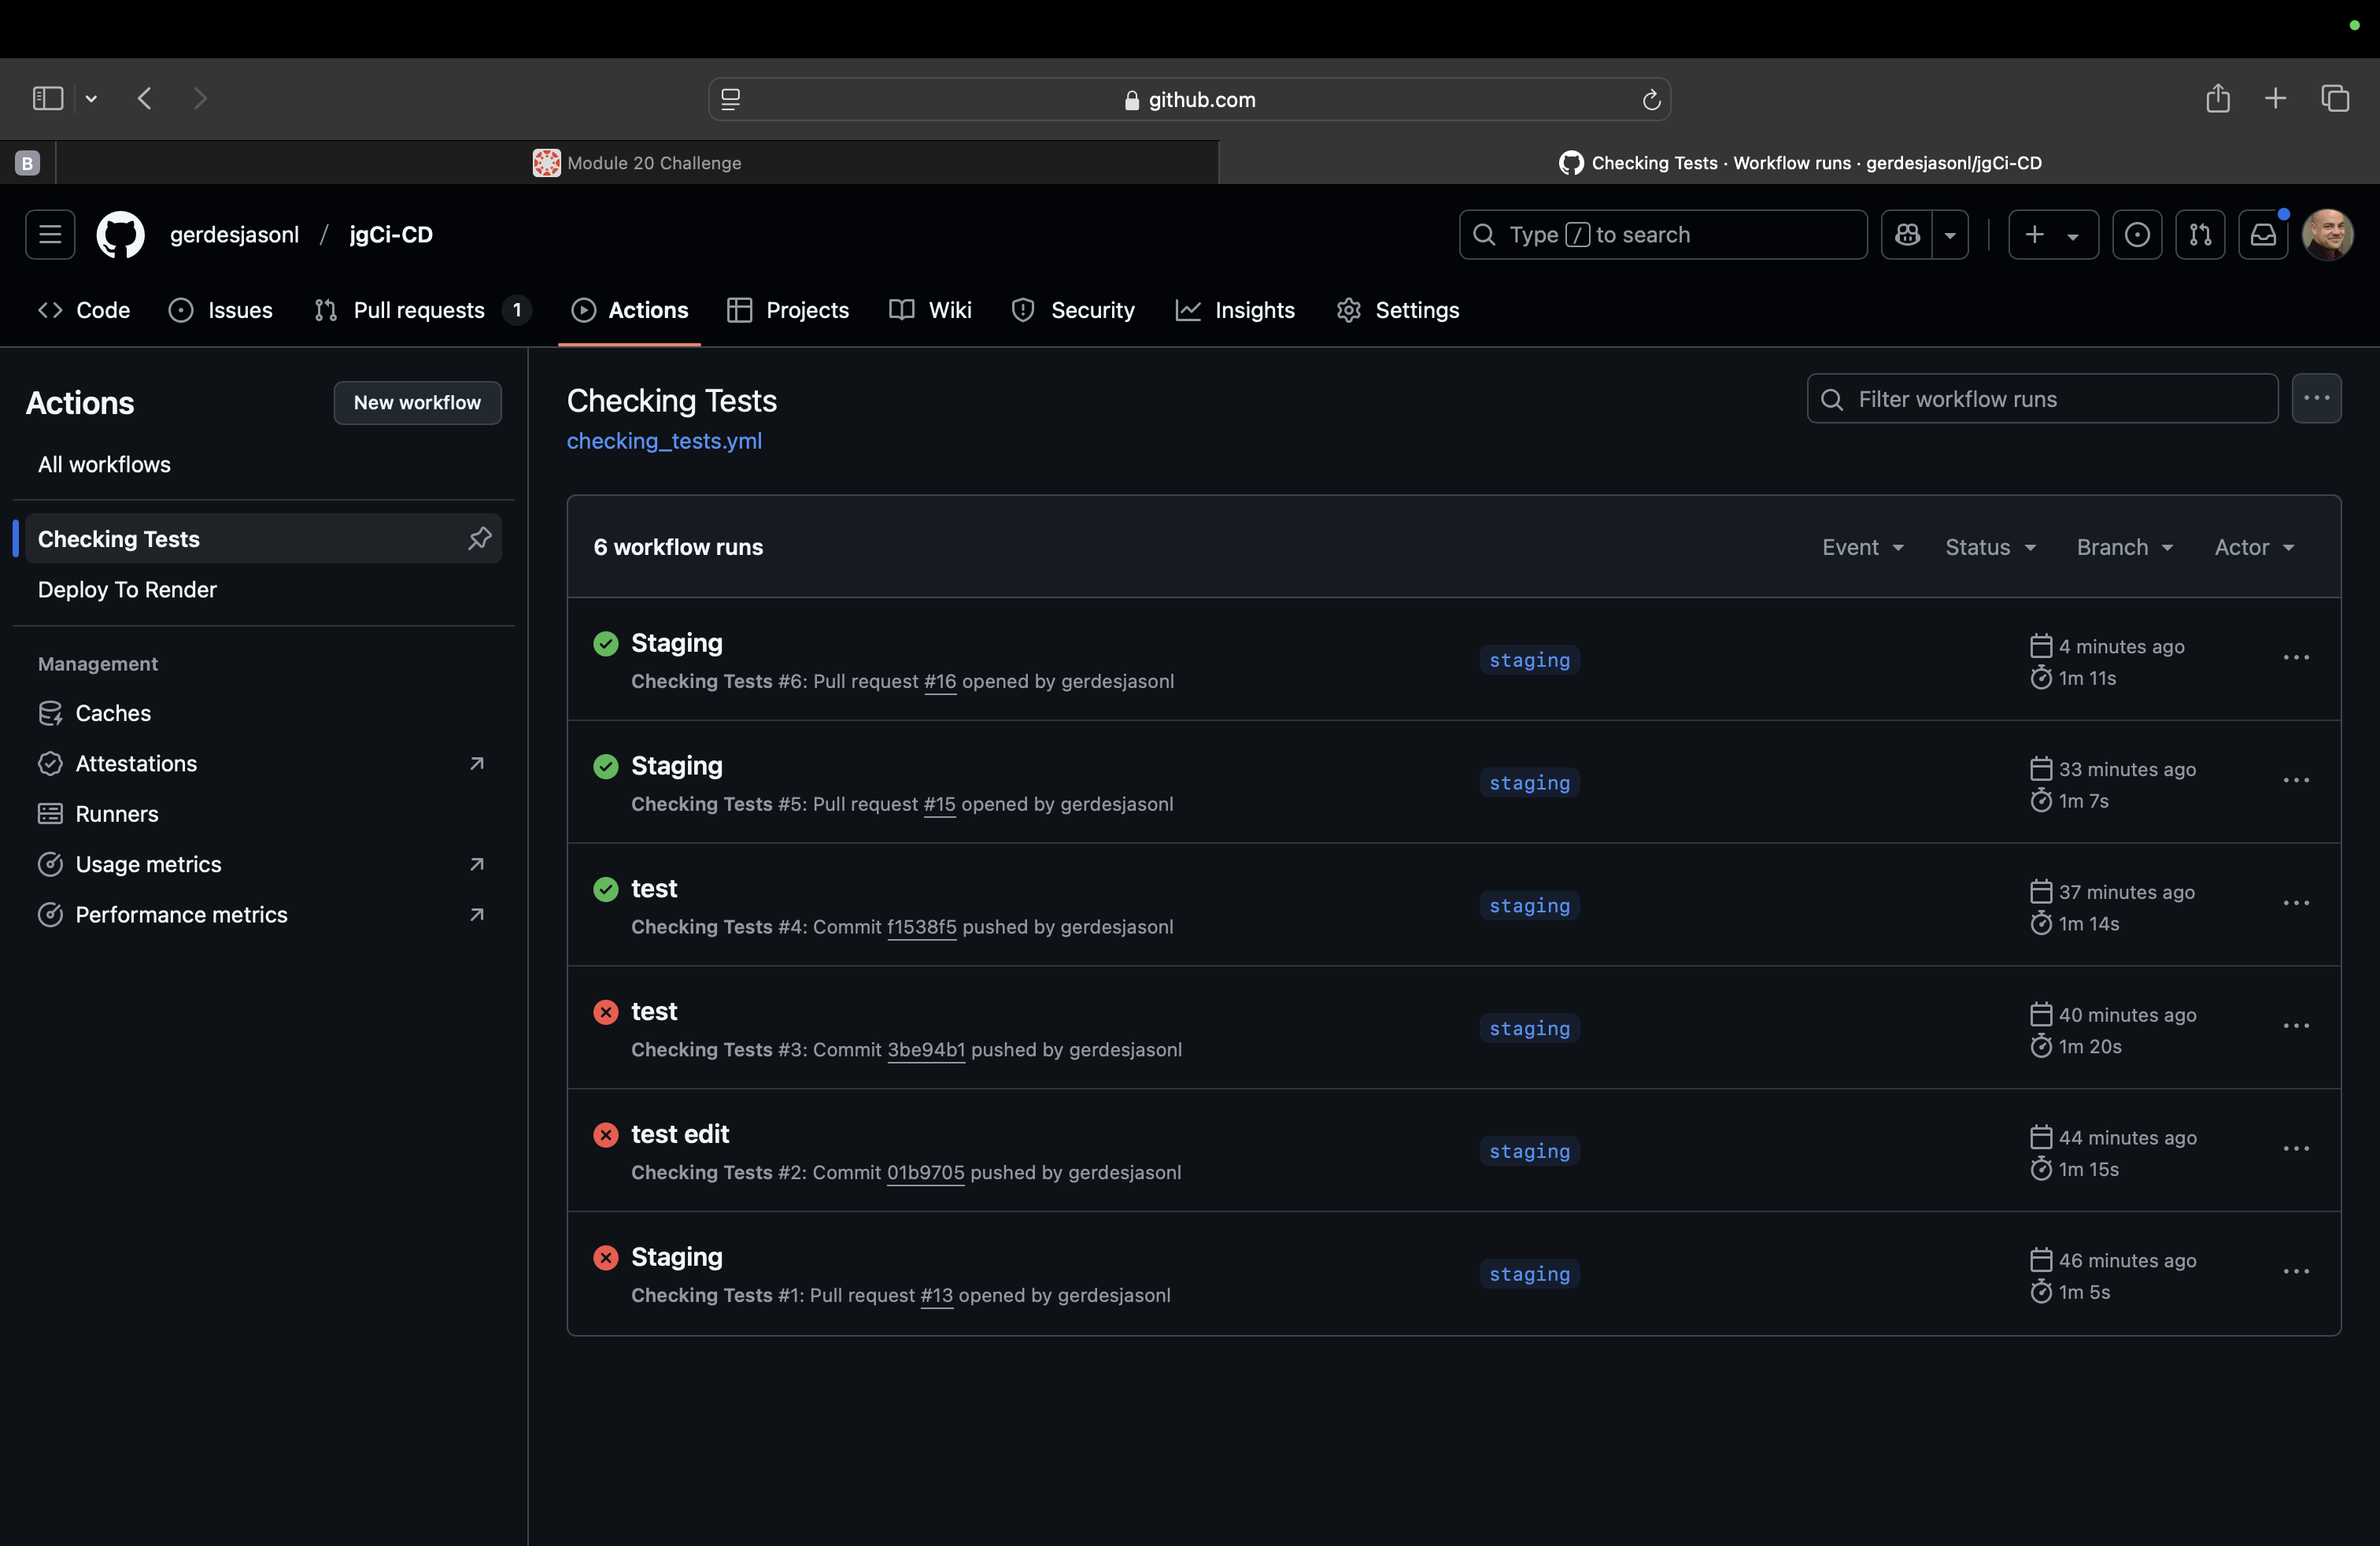 github.com
B
Module 20 Challenge
Checking Tests · Workflow runs · gerdesjasonl/jgCi-CD
gerdesjasonl / jgCi-CD
Type / to search
Code
Issues
Pull requests 1
Actions
Projects
Wiki
Security
Insights
Settings
Actions
New workflow
All workflows
Checking Tests
Deploy To Render
Management
Caches
Attestations
Runners
Usage metrics
Performance metrics
Checking Tests
checking_tests.yml
Filter workflow runs
6 workflow runs
Event
Status
Branch
Actor
Staging
Checking Tests #6: Pull request #16 opened by gerdesjasonl
staging
4 minutes ago
1m 11s
Staging
Checking Tests #5: Pull request #15 opened by gerdesjasonl
staging
33 minutes ago
1m 7s
test
Checking Tests #4: Commit f1538f5 pushed by gerdesjasonl
staging
37 minutes ago
1m 14s
test
Checking Tests #3: Commit 3be94b1 pushed by gerdesjasonl
staging
40 minutes ago
1m 20s
test edit
Checking Tests #2: Commit 01b9705 pushed by gerdesjasonl
staging
44 minutes ago
1m 15s
Staging
Checking Tests #1: Pull request #13 opened by gerdesjasonl
staging
46 minutes ago
1m 5s